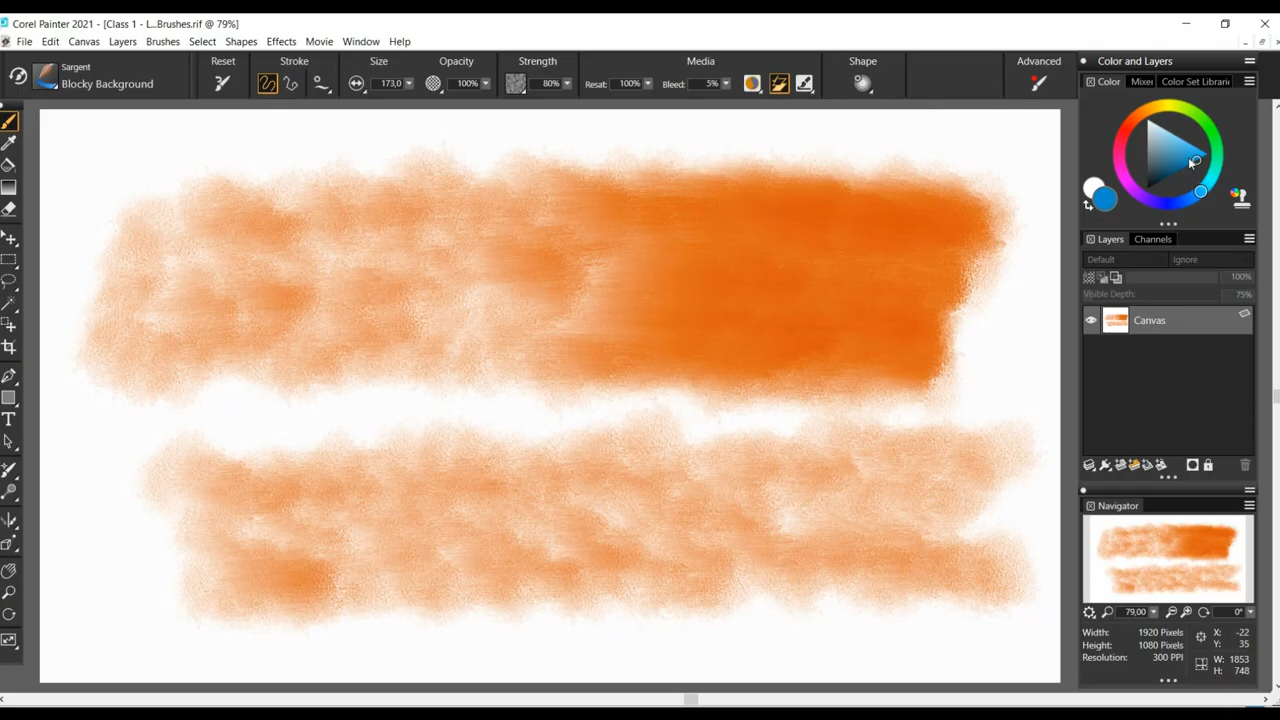 Corel Painter 2021 - [Class 1 - L...Brushes.rif @ 79%]
File Edit Canvas Layers Brushes Select Shapes Effects Movie Window Help
Sargent
Blocky Background
Reset
Stroke
Size
173,0
Opacity
100%
Strength
80%
Media
Resat: 100%
Bleed: 5%
Shape
Advanced
Color and Layers
Color Mixer Color Set Librarie
Layers Channels
Default Ignore
100%
Visible Depth: 75%
Canvas
Navigator
79,00 0°
Width: 1920 Pixels
Height: 1080 Pixels
Resolution: 300 PPI
X: -22
Y: 35
W: 1853
H: 748
T